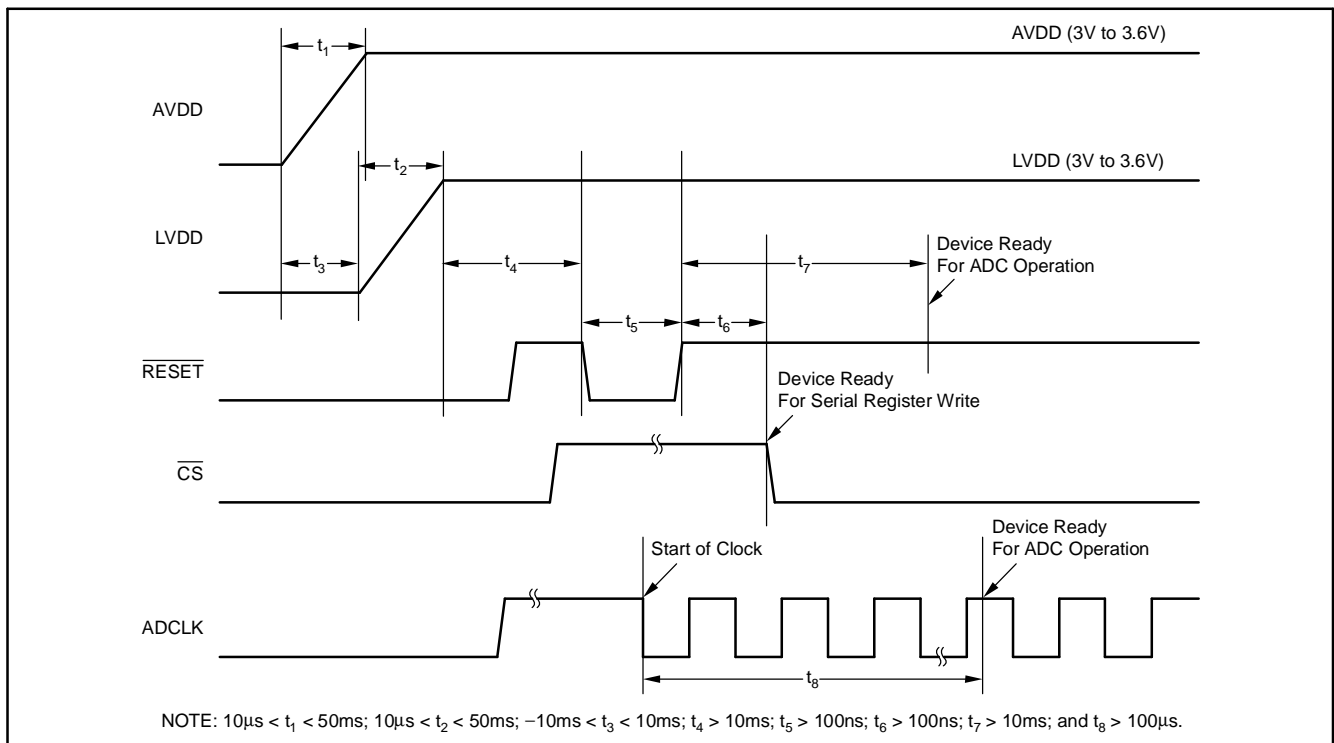 t1
AVDD (3V to 3.6V)
AVDD
t2
LVDD (3V to 3.6V)
LVDD
t3
t4
t7
Device Ready
For ADC Operation
t5
t6
RESET
Device Ready
For Serial Register Write
CS
Start of Clock
Device Ready
For ADC Operation
ADCLK
t8
NOTE: 10μs < t1 < 50ms; 10μs < t2 < 50ms; −10ms < t3 < 10ms; t4 > 10ms; t5 > 100ns; t6 > 100ns; t7 > 10ms; and t8 > 100μs.